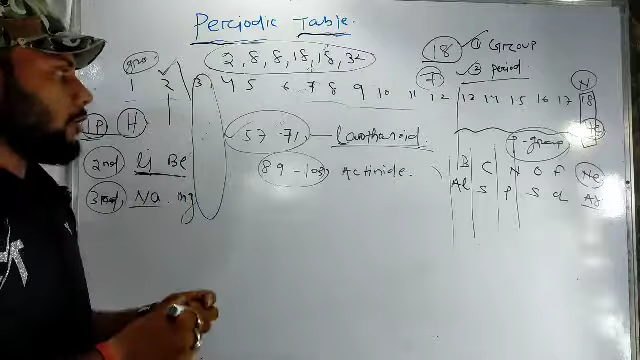 Periodic Table.
2, 8, 8, 18, 18, 32
18 ① Group
7 ② period
1 2 3 4 5 6 7 8 9 10 11 12 13 14 15 16 17 18
1P H He
57-71 - Lanthanoid
P-group
2nd Li Be B C N O F Ne
89-103 Actinide.
3rd, Na Mg Al S P S Cl Ar